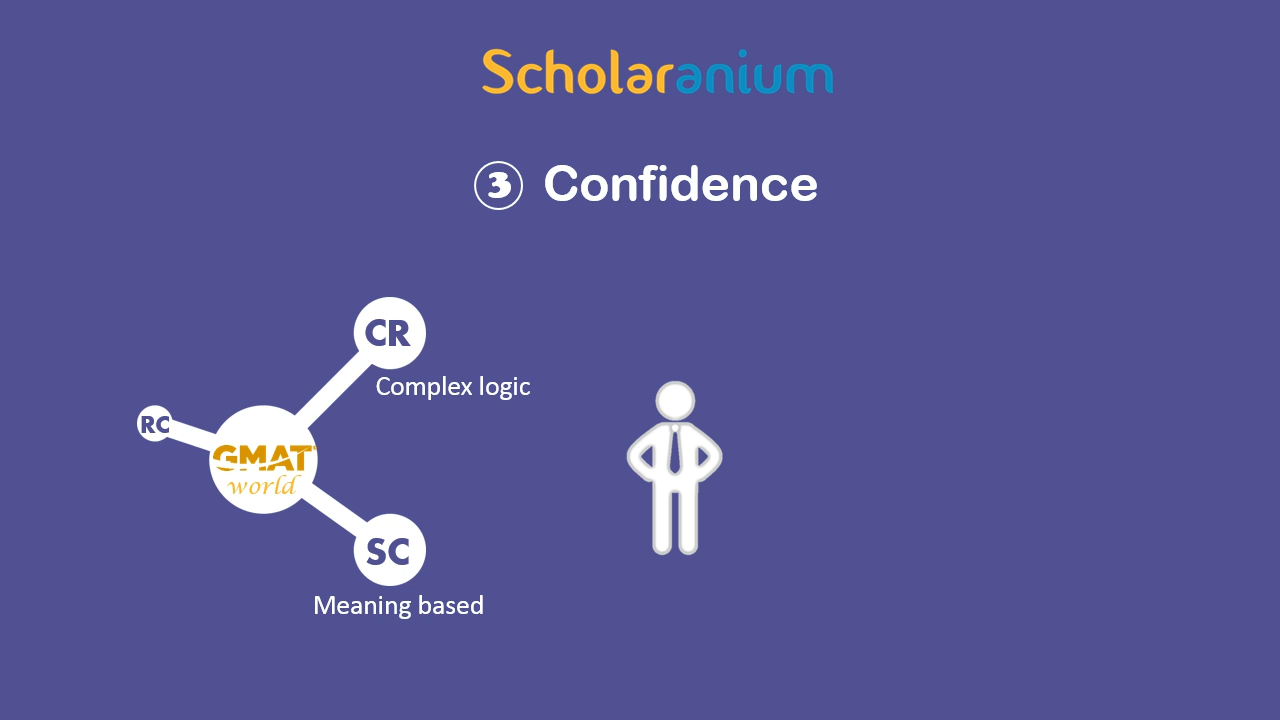 Scholaranium
3 Confidence
CR
Complex logic
RC
GMAT
world
SC
Meaning based